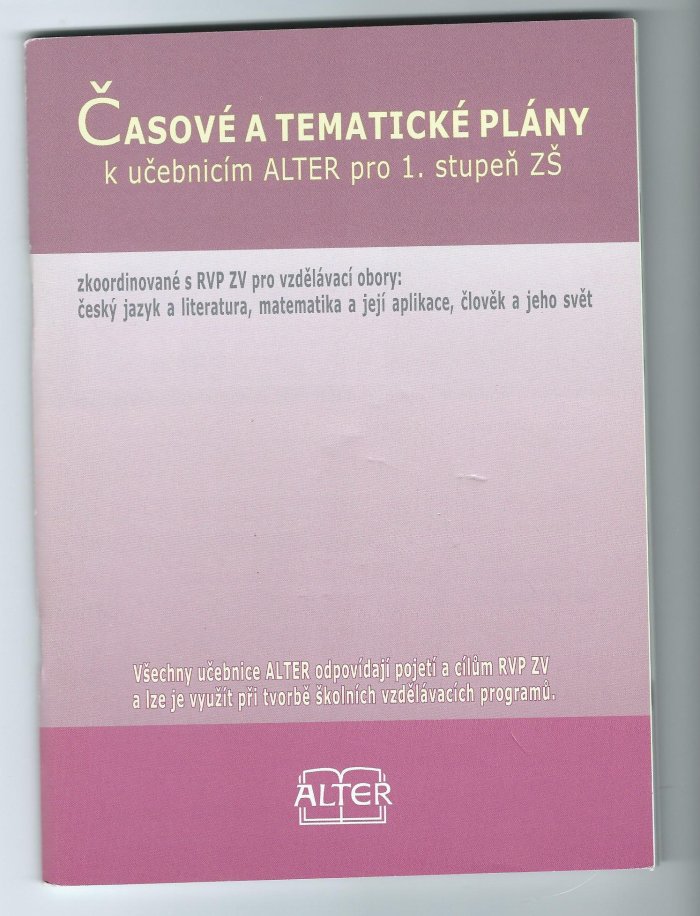 ČASOVÉ A TEMATICKÉ PLÁNY
k učebnicím ALTER pro 1. stupeň ZŠ
zkoordinované s RVP ZV pro vzdělávací obory:
český jazyk a literatura, matematika a její aplikace, člověk a jeho svět
Všechny učebnice ALTER odpovídají pojetí a cílům RVP ZV
a lze je využít při tvorbě školních vzdělávacích programů.
ALTER